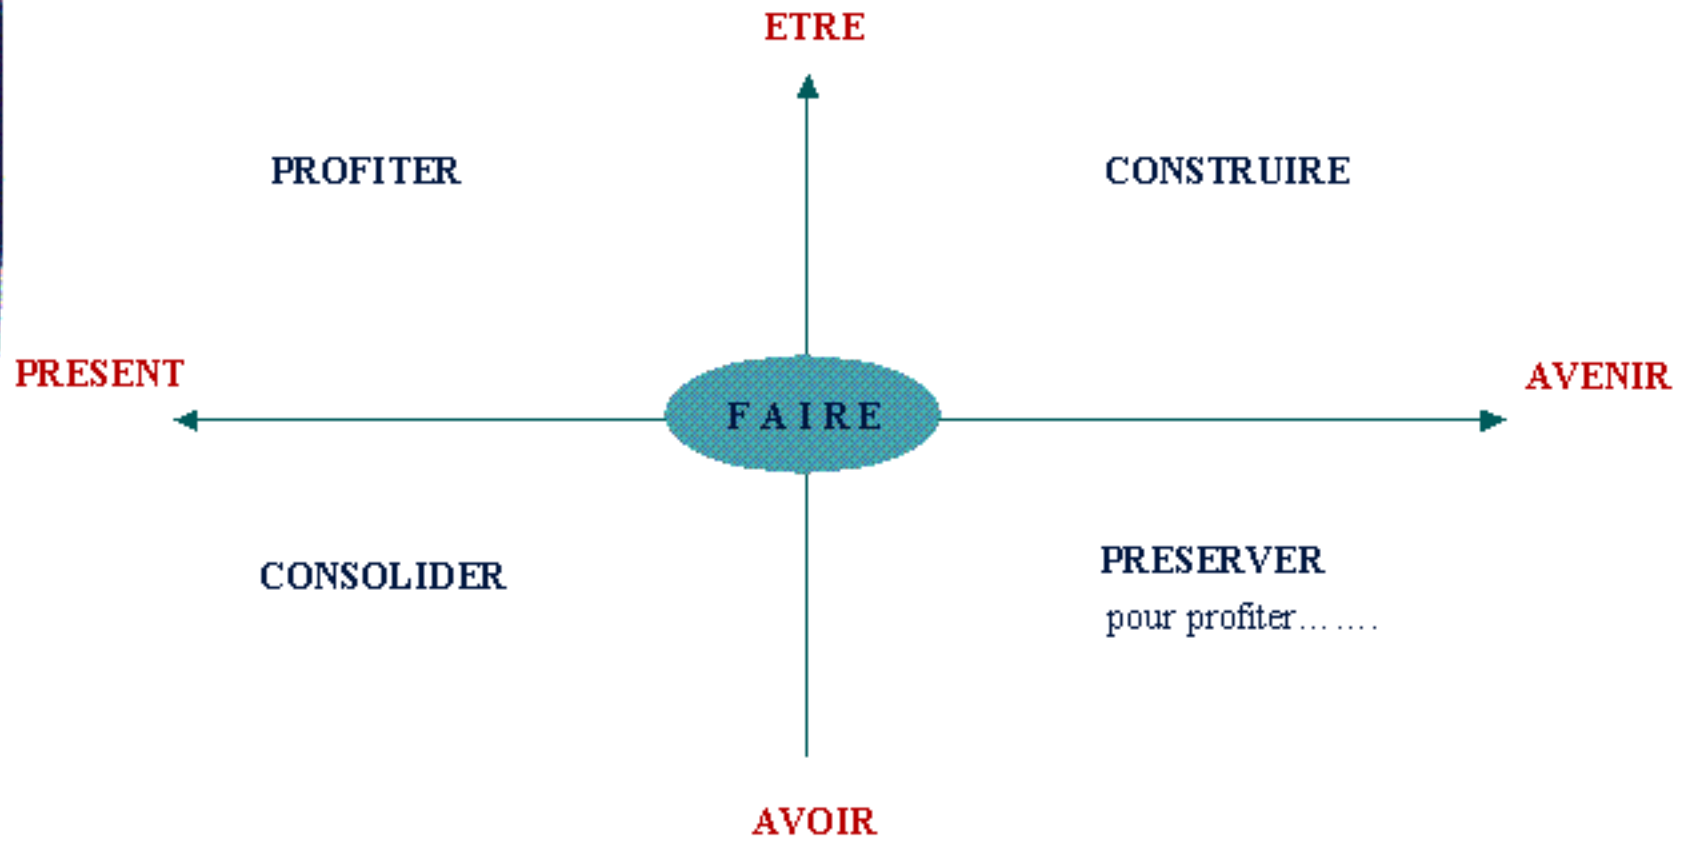 ETRE
PROFITER
CONSTRUIRE
PRESENT
AVENIR
FAIRE
CONSOLIDER
PRESERVER
pour profiter…….
AVOIR